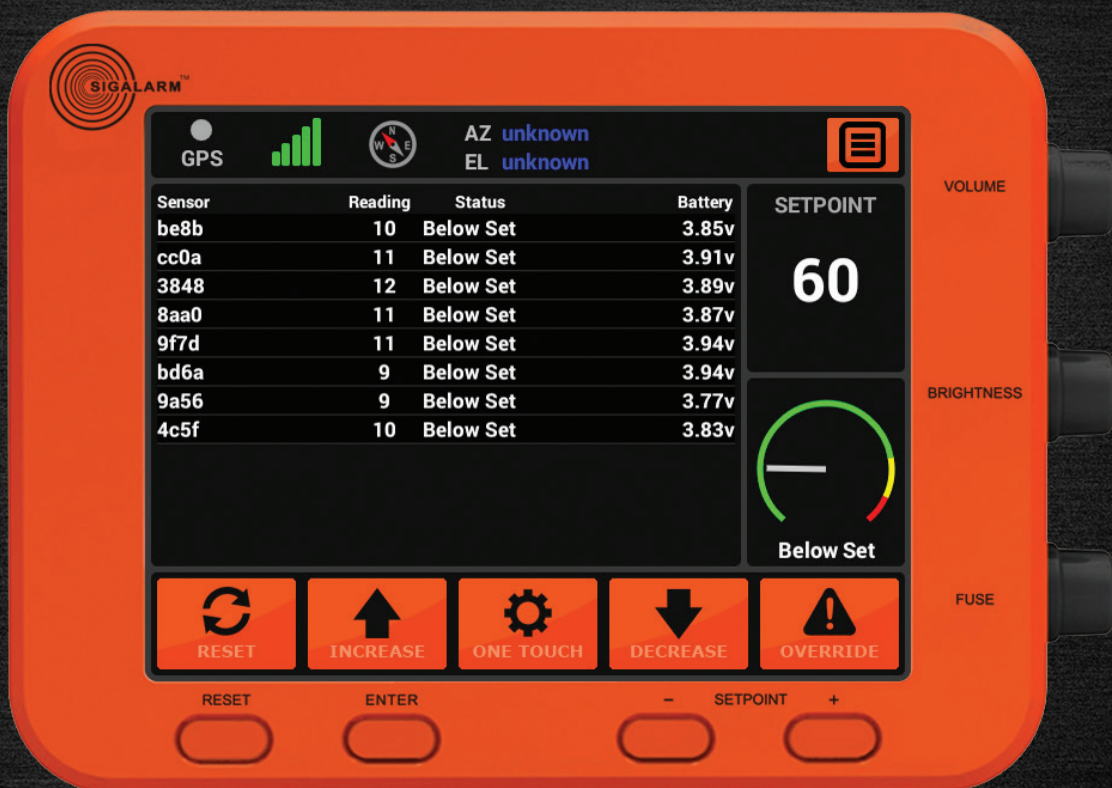 SIGALARM™
GPS
N
W E
S
AZ unknown
EL unknown
Sensor Reading Status Battery
be8b 10 Below Set 3.85v
cc0a 11 Below Set 3.91v
3848 12 Below Set 3.89v
8aa0 11 Below Set 3.87v
9f7d 11 Below Set 3.94v
bd6a 9 Below Set 3.94v
9a56 9 Below Set 3.77v
4c5f 10 Below Set 3.83v
SETPOINT
60
Below Set
VOLUME
BRIGHTNESS
FUSE
RESET
INCREASE
ONE TOUCH
DECREASE
OVERRIDE
RESET
ENTER
− SETPOINT +